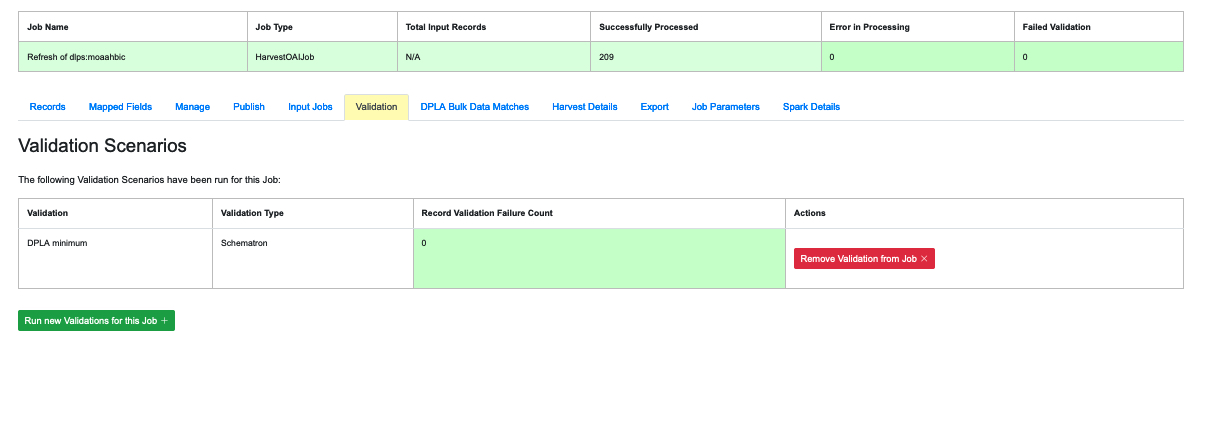 Job Name Job Type Total Input Records Successfully Processed Error in Processing Failed Validation
Refresh of dlps:moaahbic HarvestOAIJob N/A 209 0 0
Records Mapped Fields Manage Publish Input Jobs Validation DPLA Bulk Data Matches Harvest Details Export Job Parameters Spark Details
Validation Scenarios
The following Validation Scenarios have been run for this Job:
Validation Validation Type Record Validation Failure Count Actions
DPLA minimum Schematron 0
Remove Validation from Job ×
Run new Validations for this Job +